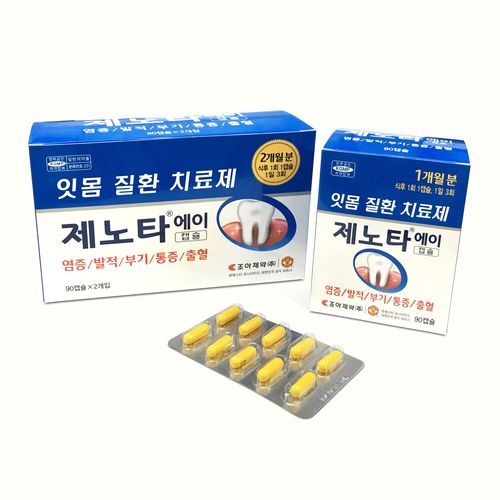 2개월분
식후 1회 1캡슐
1일 3회
잇몸 질환 치료제
제노타® 에이
캡슐
염증/발적/부기/통증/출혈
90캡슐×2개입
조아제약(주)
1개월분
식후 1회 1캡슐, 1일 3회
KGMP
잇몸 질환 치료제
제노타® 에이
캡슐
염증/발적/부기/통증/출혈
조아제약(주)
90캡슐